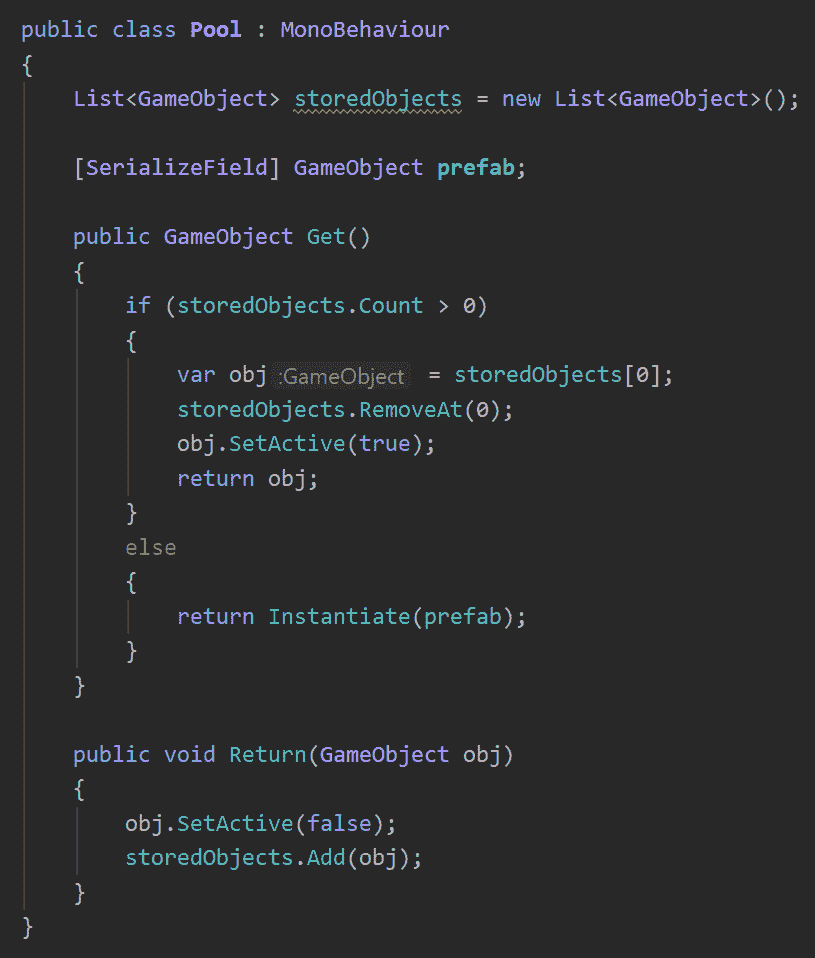 public class Pool : MonoBehaviour
{
    List<GameObject> storedObjects = new List<GameObject>();

    [SerializeField] GameObject prefab;

    public GameObject Get()
    {
        if (storedObjects.Count > 0)
        {
            var obj :GameObject = storedObjects[0];
            storedObjects.RemoveAt(0);
            obj.SetActive(true);
            return obj;
        }
        else
        {
            return Instantiate(prefab);
        }
    }

    public void Return(GameObject obj)
    {
        obj.SetActive(false);
        storedObjects.Add(obj);
    }
}